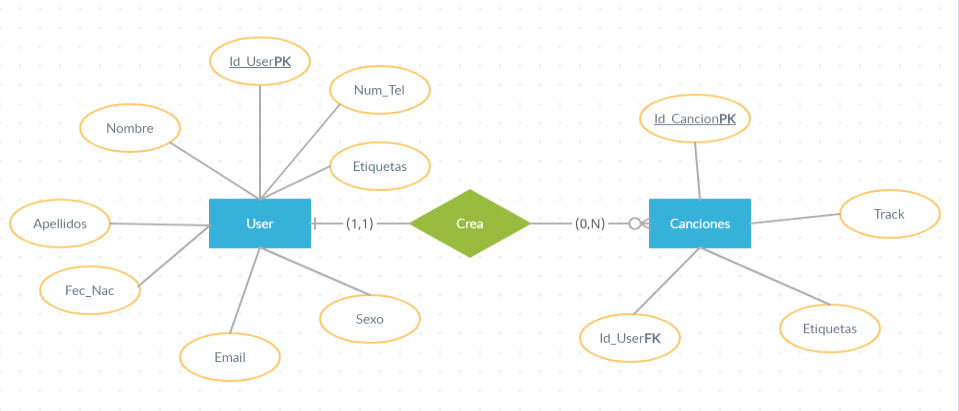 Id_UserPK
Num_Tel
Id_CancionPK
Nombre
Etiquetas
Track
Apellidos
User
(1,1)
Crea
(0,N)
Canciones
Fec_Nac
Sexo
Etiquetas
Id_UserFK
Email